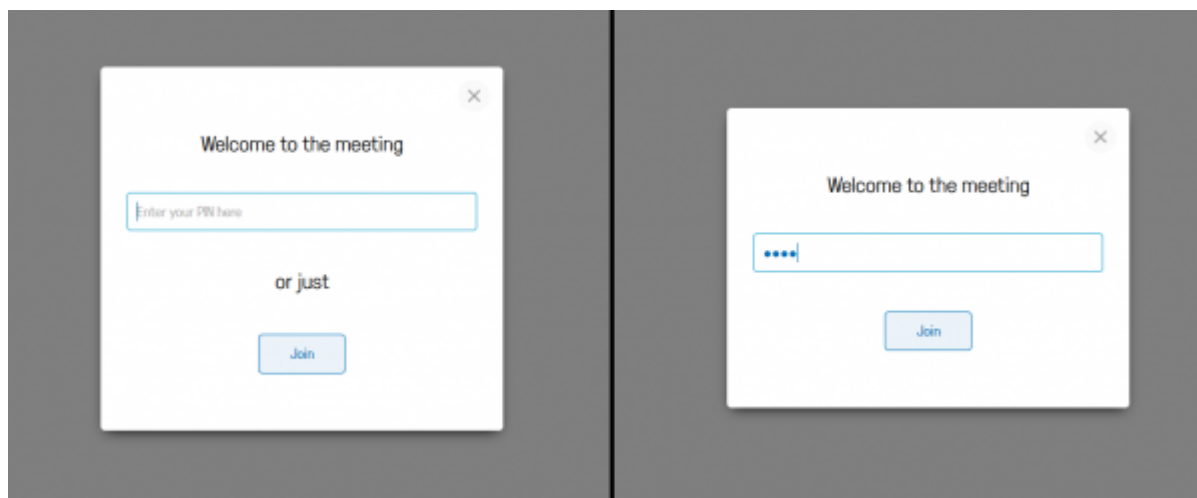 Welcome to the meeting
Enter your PIN here
or just
Join
Welcome to the meeting
••••
Join